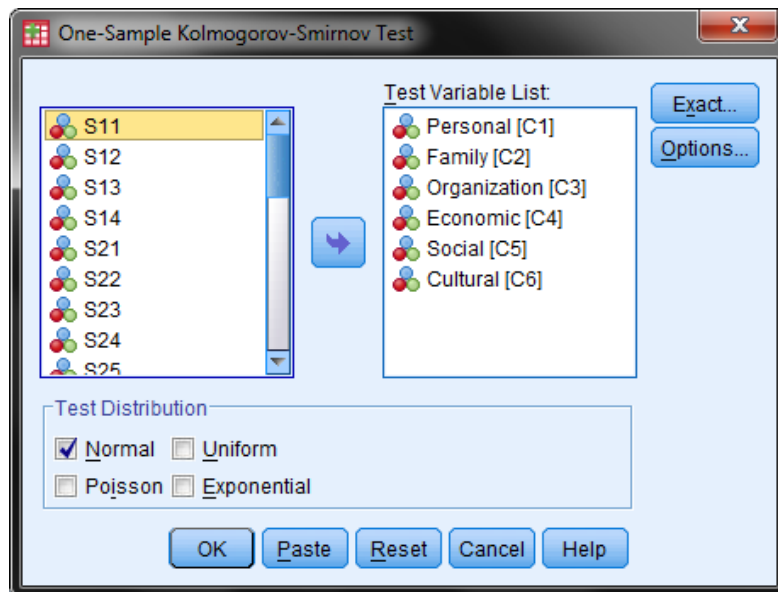 One-Sample Kolmogorov-Smirnov Test
X
S11
S12
S13
S14
S21
S22
S23
S24
S25
Test Variable List:
Personal [C1]
Family [C2]
Organization [C3]
Economic [C4]
Social [C5]
Cultural [C6]
Exact...
Options...
Test Distribution
Normal Uniform
Poisson Exponential
OK Paste Reset Cancel Help